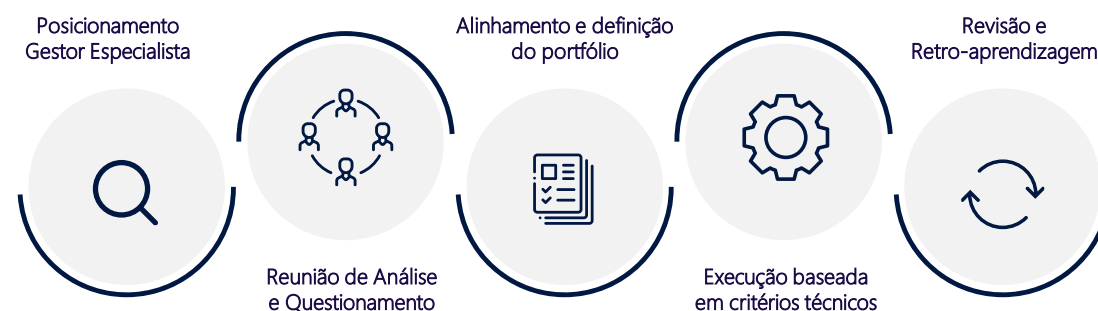 Posicionamento
Gestor Especialista
Reunião de Análise
e Questionamento
Alinhamento e definição
do portfólio
Execução baseada
em critérios técnicos
Revisão e
Retro-aprendizagem